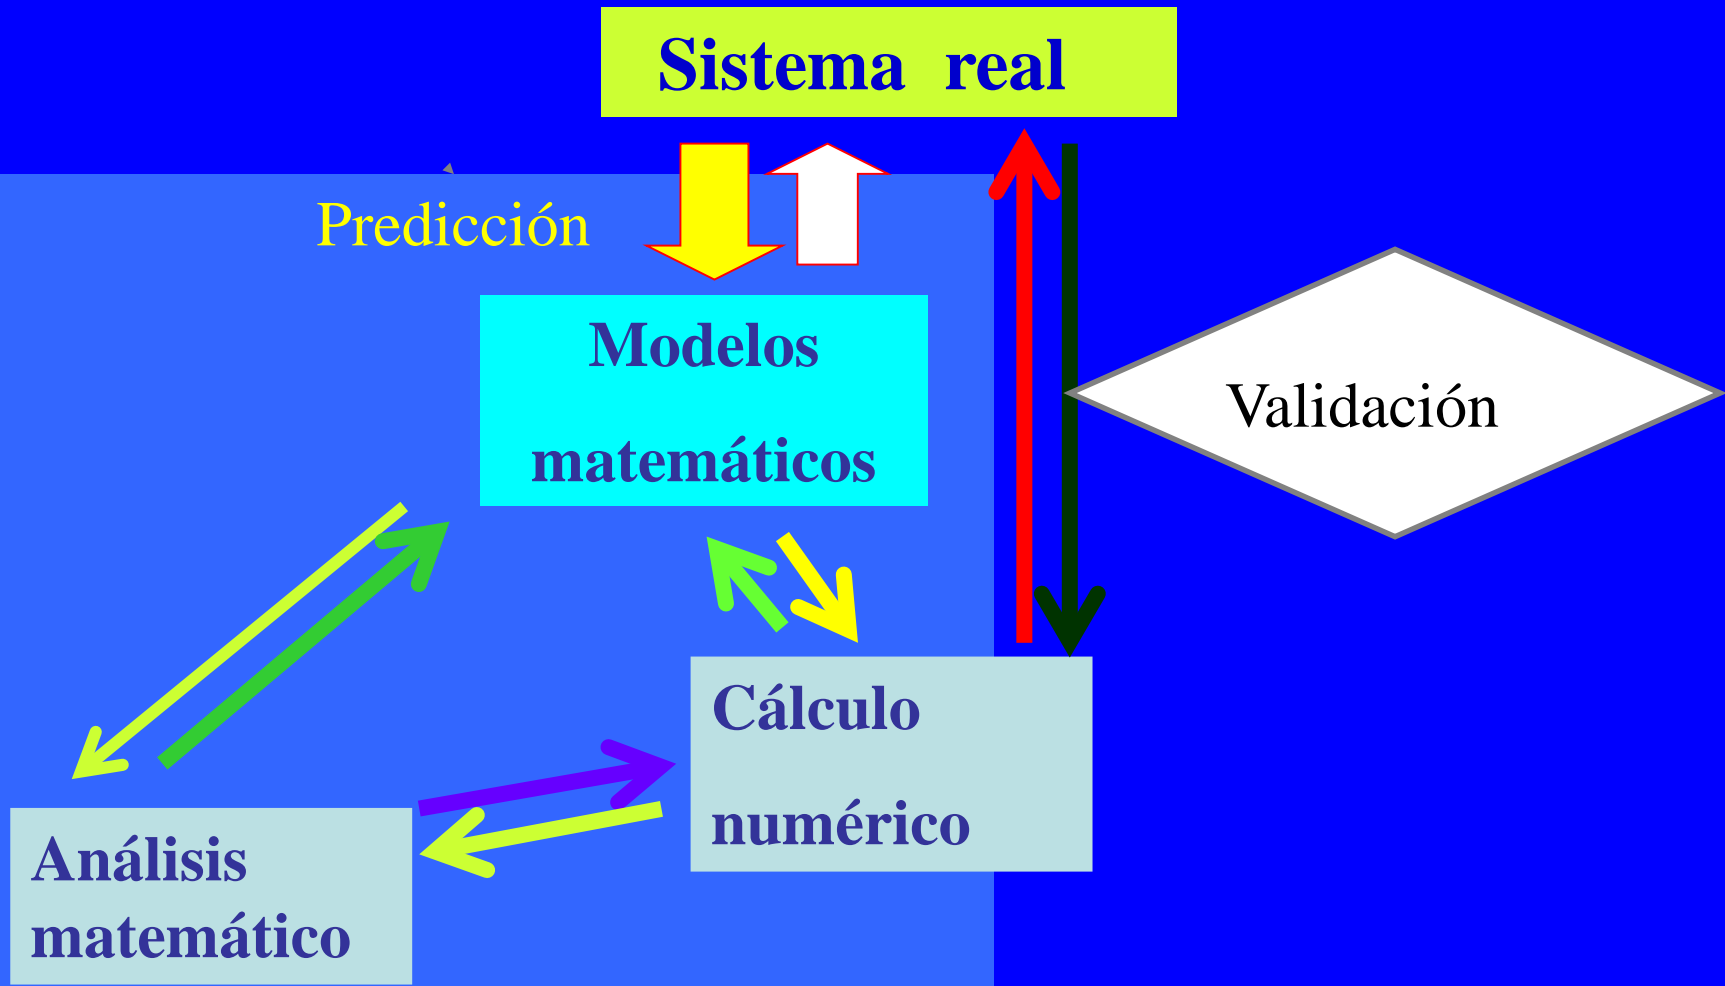 Sistema real
Predicción
Modelos
matemáticos
Validación
Cálculo
numérico
Análisis
matemático